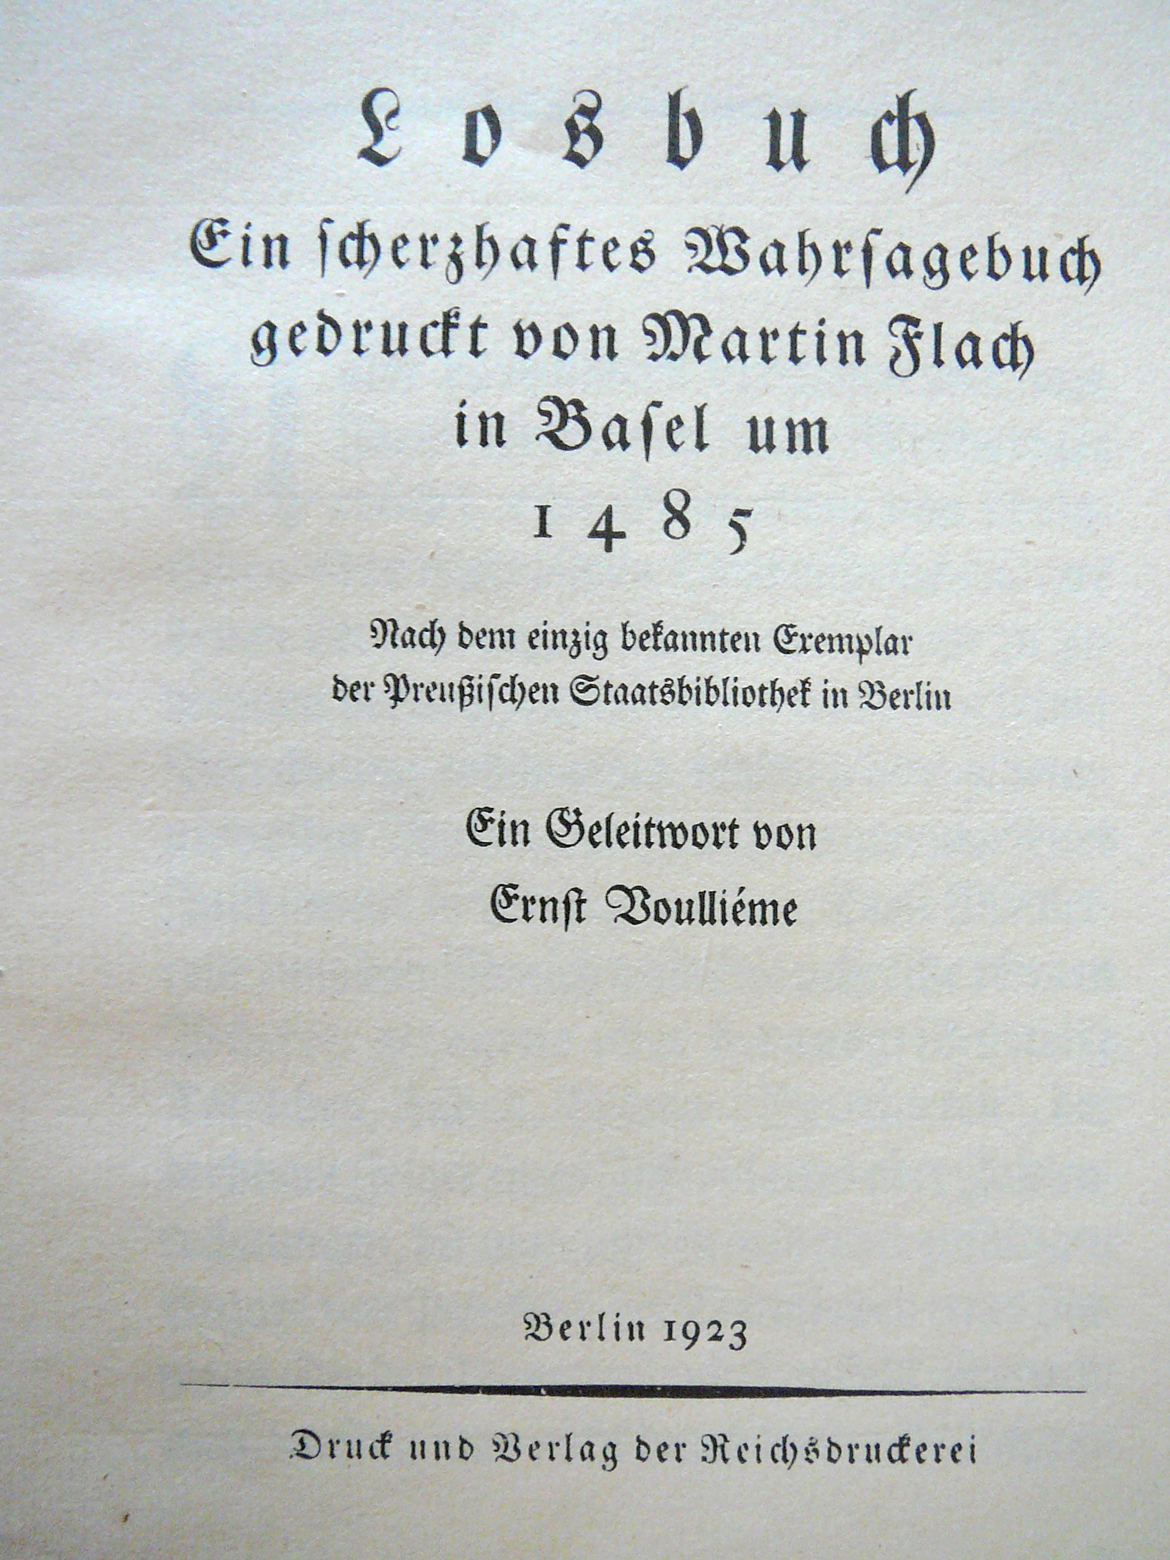 Losbuch
Ein scherzhaftes Wahrsagebuch
gedruckt von Martin Flach
in Basel um
1485
Nach dem einzig bekannten Exemplar
der Preußischen Staatsbibliothek in Berlin
Ein Geleitwort von
Ernst Voulliéme
Berlin 1923
Druck und Verlag der Reichsdruckerei